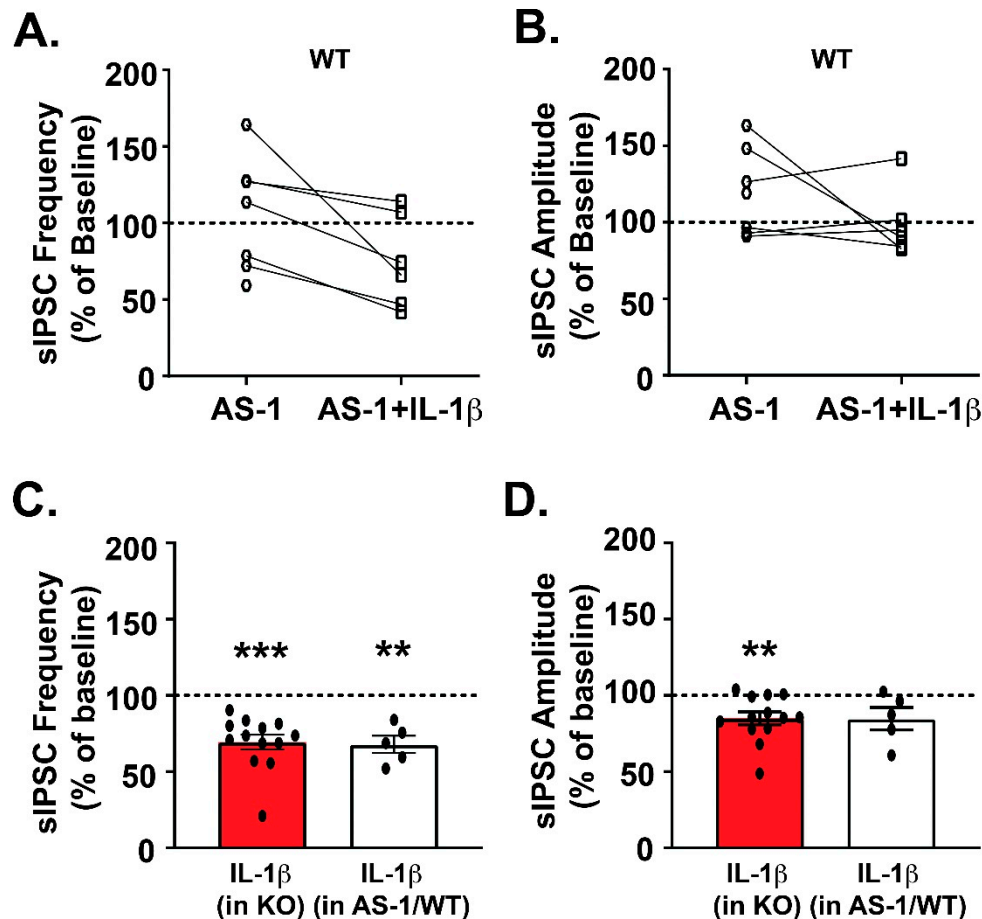 A.
WT
sIPSC Frequency
(% of Baseline)
200
150
100
50
0
AS-1
AS-1+IL-1β
B.
WT
sIPSC Amplitude
(% of Baseline)
200
150
100
50
0
AS-1
AS-1+IL-1β
C.
sIPSC Frequency
(% of baseline)
200
150
100
50
0
***
**
IL-1β
(in KO)
IL-1β
(in AS-1/WT)
D.
sIPSC Amplitude
(% of baseline)
200
150
100
50
0
**
IL-1β
(in KO)
IL-1β
(in AS-1/WT)